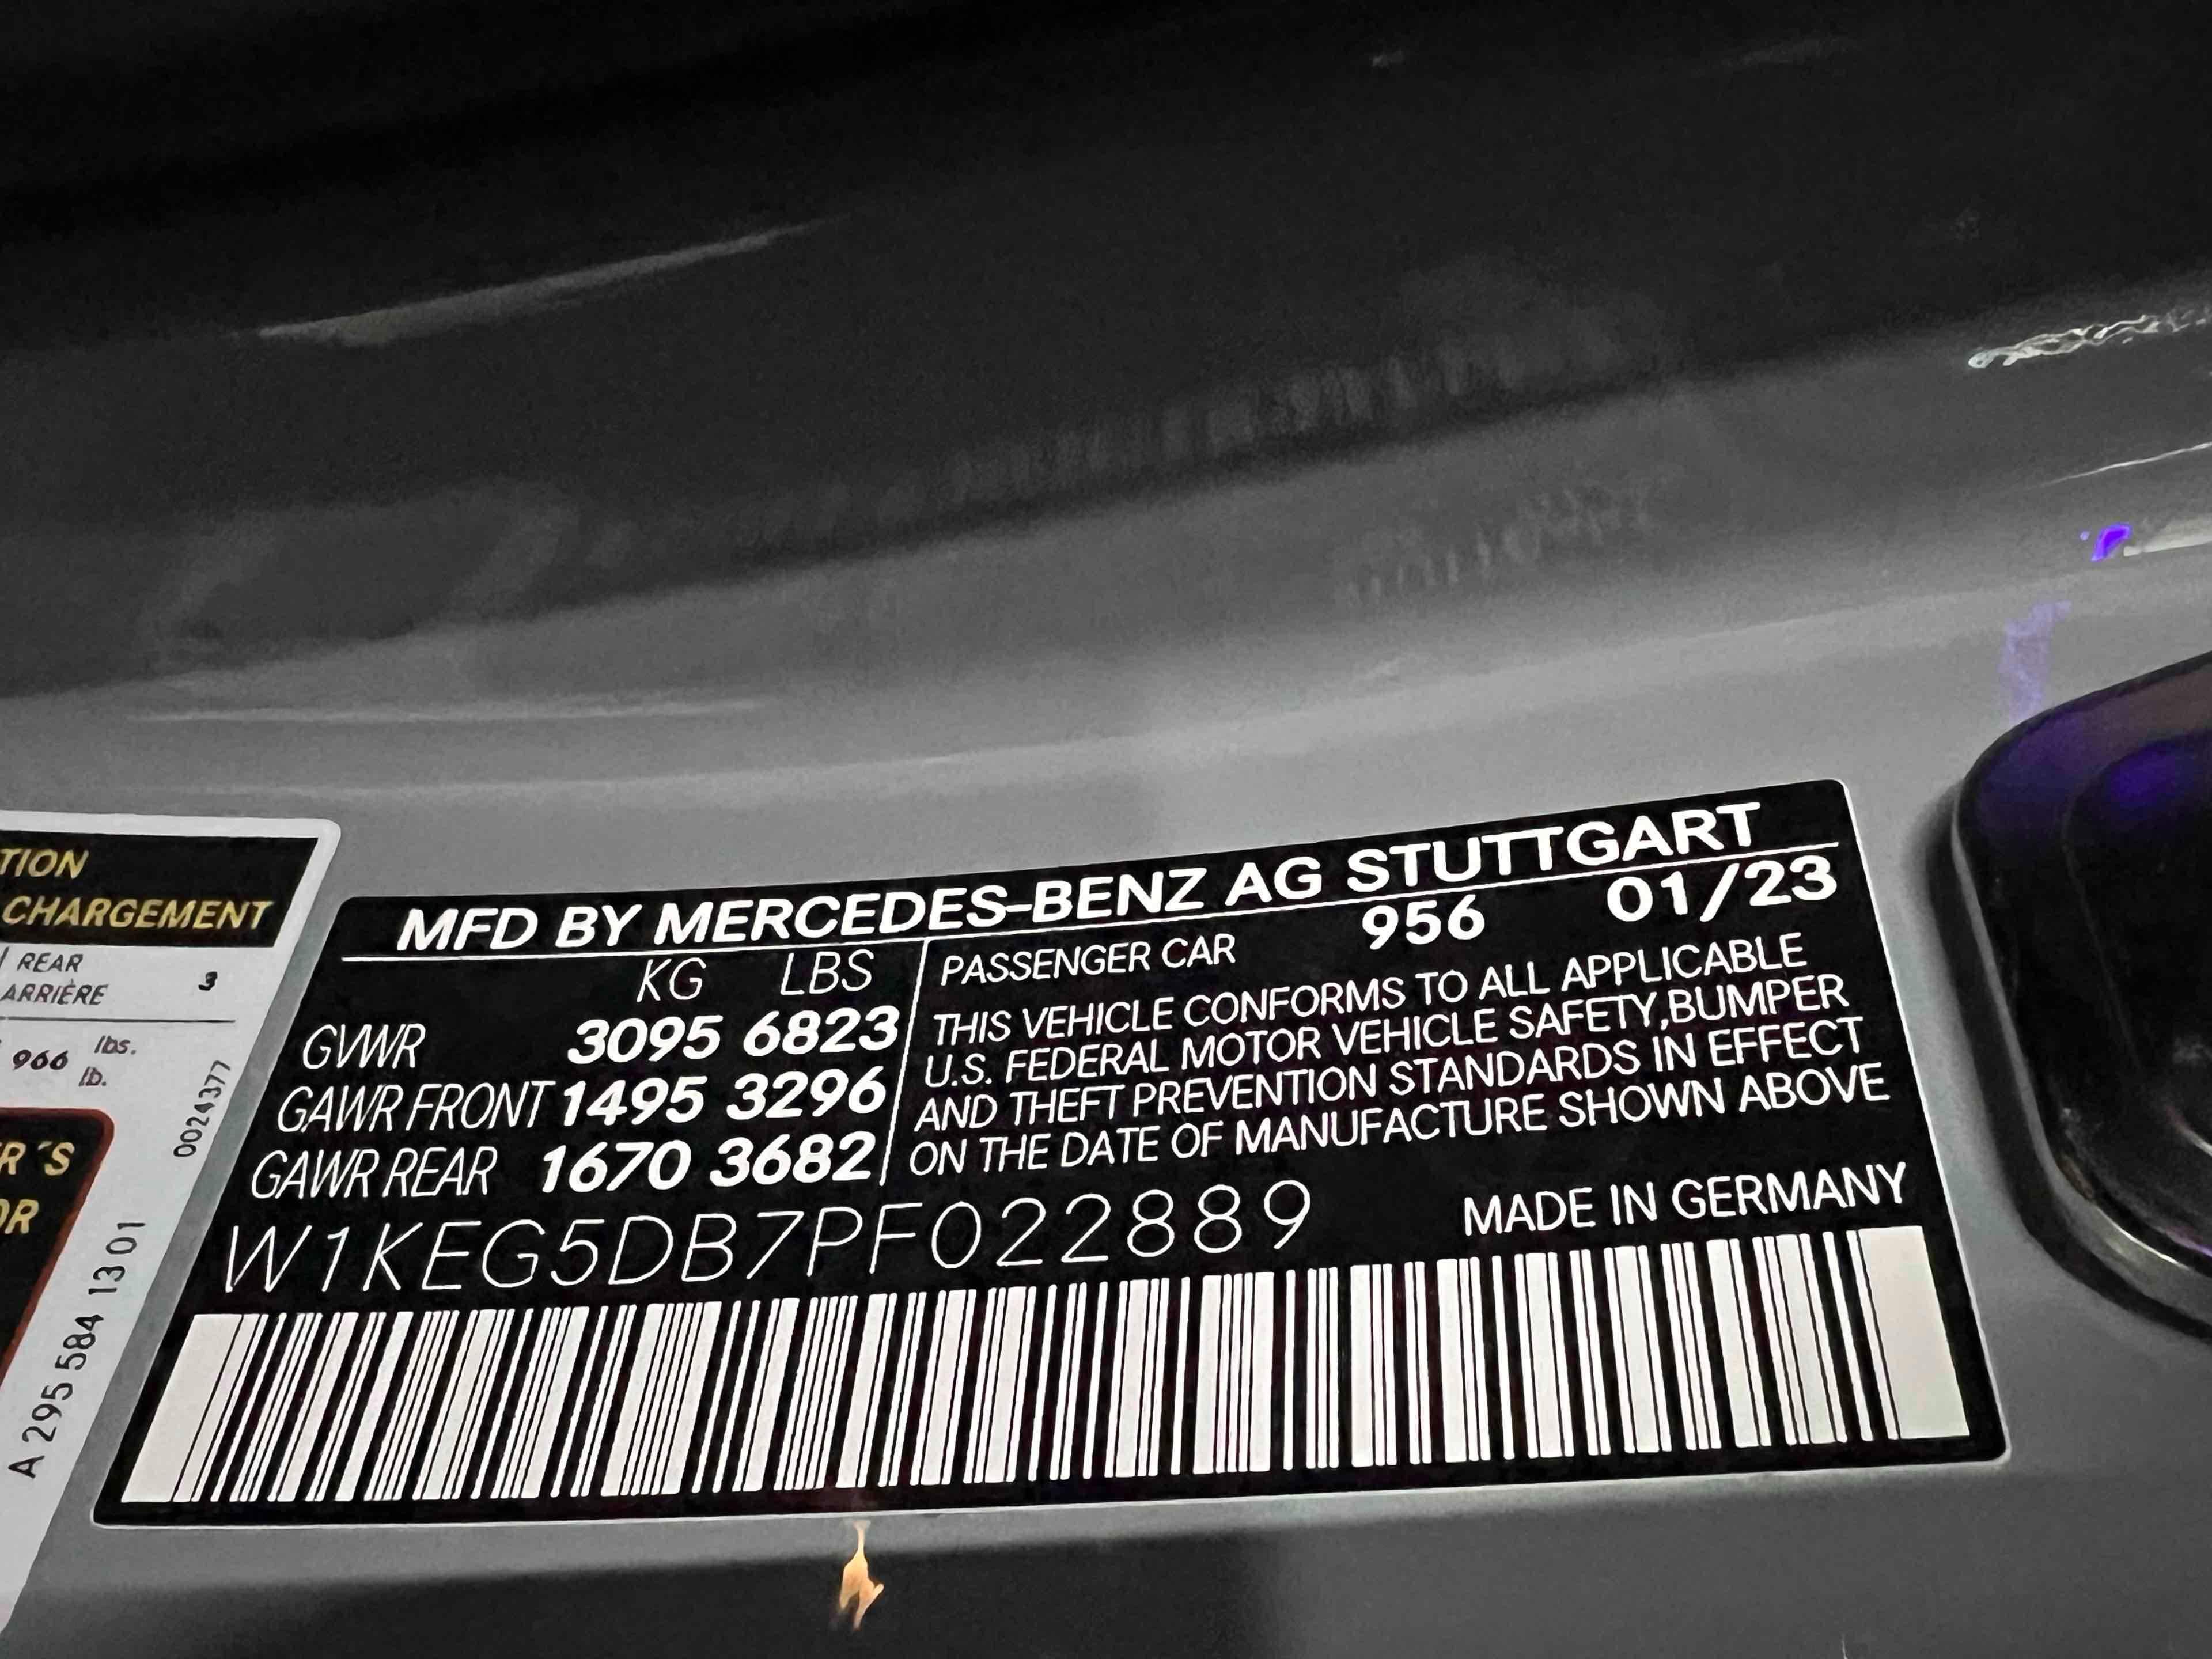 TION
CHARGEMENT
REAR 3
ARRIÈRE
966 lbs.
lb.
R'S
OR
0024377
A 295 584 13 01
MFD BY MERCEDES-BENZ AG STUTTGART
KG LBS
GVWR 3095 6823
GAWR FRONT 1495 3296
GAWR REAR 1670 3682
PASSENGER CAR 956 01/23
THIS VEHICLE CONFORMS TO ALL APPLICABLE
U.S. FEDERAL MOTOR VEHICLE SAFETY,BUMPER
AND THEFT PREVENTION STANDARDS IN EFFECT
ON THE DATE OF MANUFACTURE SHOWN ABOVE
W1KEG5DB7PF022889 MADE IN GERMANY